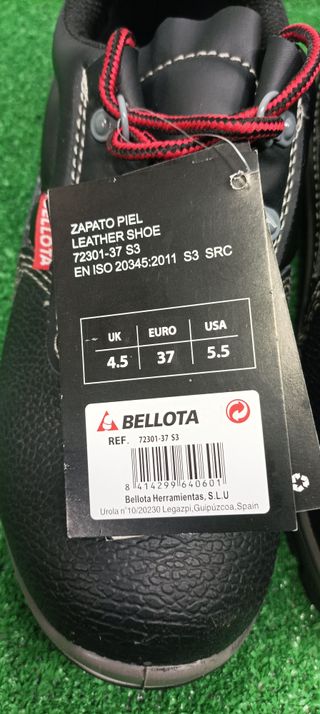 BELLOTA
ZAPATO PIEL
LEATHER SHOE
72301-37 S3
EN ISO 20345:2011 S3 SRC
UK EURO USA
4.5 37 5.5
BELLOTA
REF. 72301-37 S3
8 414299 640601
Bellota Herramientas, S.L.U
Urola nº10/20230 Legazpi,Guipúzcoa,Spain